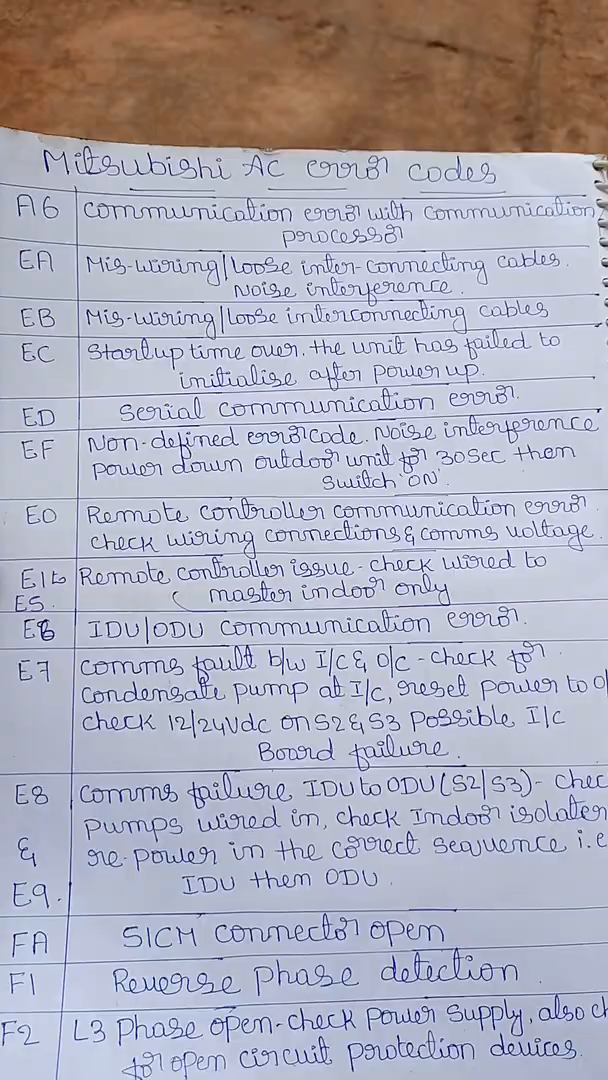 Mitsubishi AC error codes
A6 communication error with communication
processor
EA Mis-wiring/loose inter-connecting cables.
Noise interference.
EB Mis-wiring/loose interconnecting cables
EC Startup time over. the unit has failed to
initialise after power up.
ED Serial communication error.
EF Non-defined error code. Noise interference
power down outdoor unit for 30 Sec then
switch 'ON'.
E0 Remote controller communication error
check wiring connections & comms voltage.
E1 to Remote controller issue - check wired to
E5. master indoor only
E6 IDU/ODU communication error.
E7 comms fault b/w I/C & O/C - check for
condensate pump at I/C, reset power to O/
check 12/24Vdc on S2 & S3 possible I/C
Board failure.
E8 comms failure, IDU to ODU (S2/S3) - Chec
pumps wired in, check Indoor isolater
& re-power in the correct sequence i.e
E9. IDU then ODU.
FA SICM connector open
F1 Reverse phase detection
F2 L3 phase open - check power supply, also ch
for open circuit protection devices.